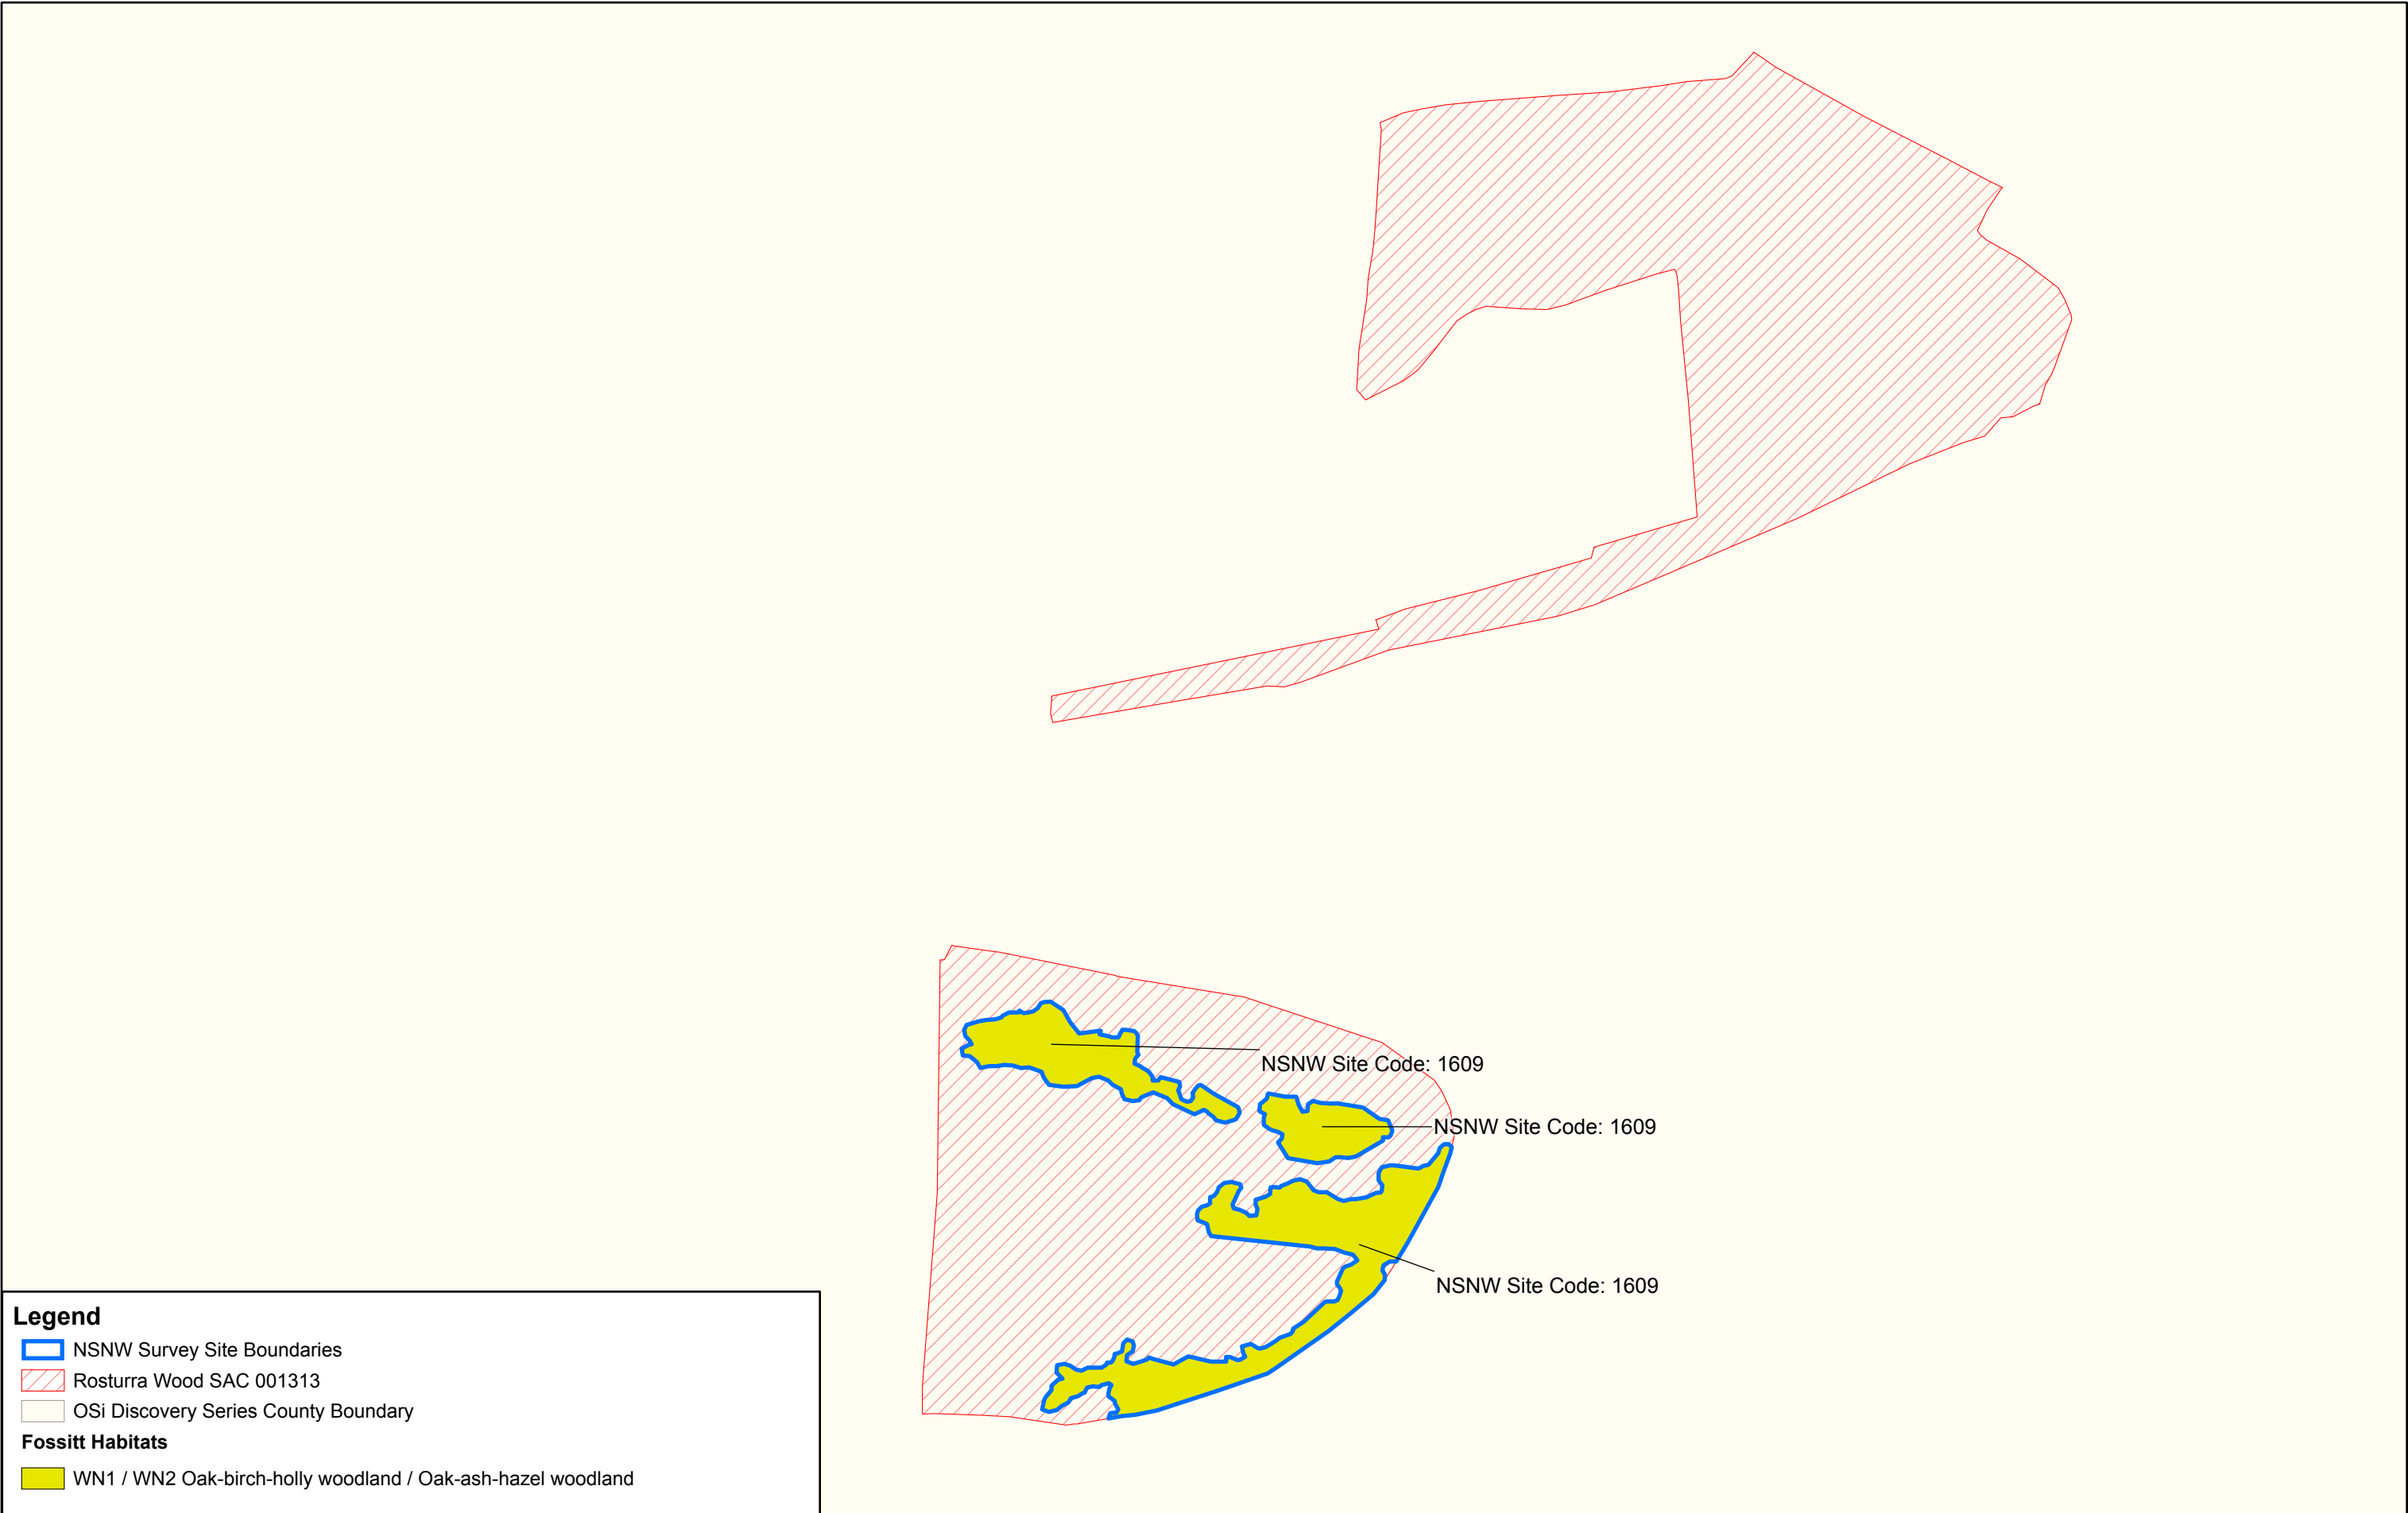 NSNW Site Code: 1609
NSNW Site Code: 1609
NSNW Site Code: 1609
Legend
NSNW Survey Site Boundaries
Rosturra Wood SAC 001313
OSi Discovery Series County Boundary
Fossitt Habitats
WN1 / WN2 Oak-birch-holly woodland / Oak-ash-hazel woodland